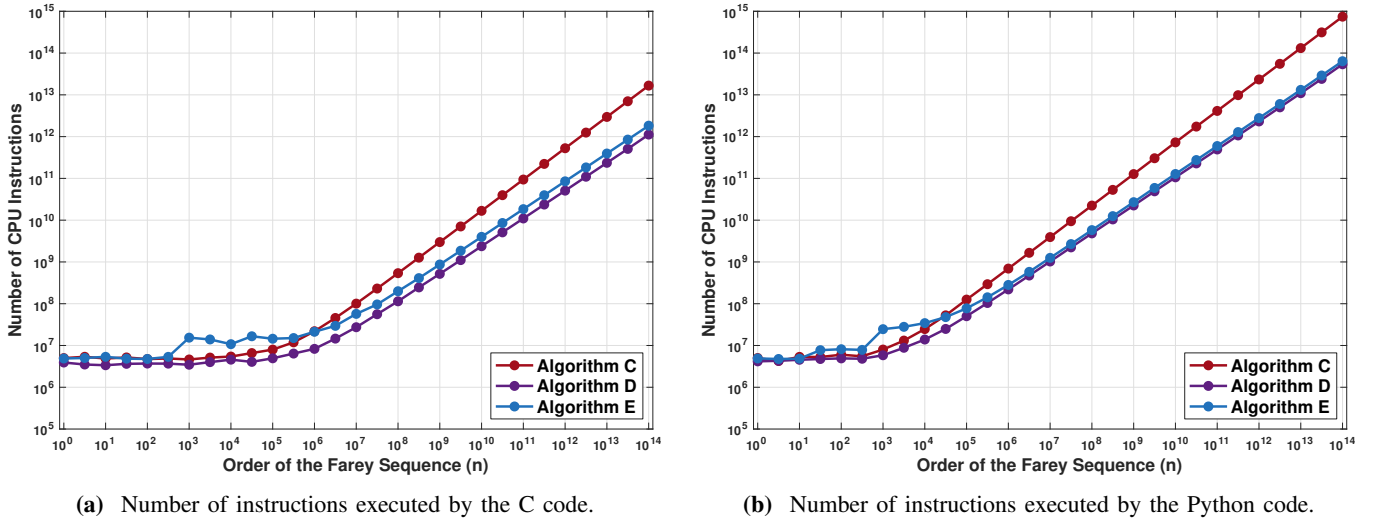 10^15
10^14
10^13
10^12
10^11
10^10
10^9
10^8
10^7
10^6
10^5
Number of CPU Instructions
10^0 10^1 10^2 10^3 10^4 10^5 10^6 10^7 10^8 10^9 10^10 10^11 10^12 10^13 10^14
Order of the Farey Sequence (n)
Algorithm C
Algorithm D
Algorithm E
(a) Number of instructions executed by the C code.
10^15
10^14
10^13
10^12
10^11
10^10
10^9
10^8
10^7
10^6
10^5
Number of CPU Instructions
10^0 10^1 10^2 10^3 10^4 10^5 10^6 10^7 10^8 10^9 10^10 10^11 10^12 10^13 10^14
Order of the Farey Sequence (n)
Algorithm C
Algorithm D
Algorithm E
(b) Number of instructions executed by the Python code.